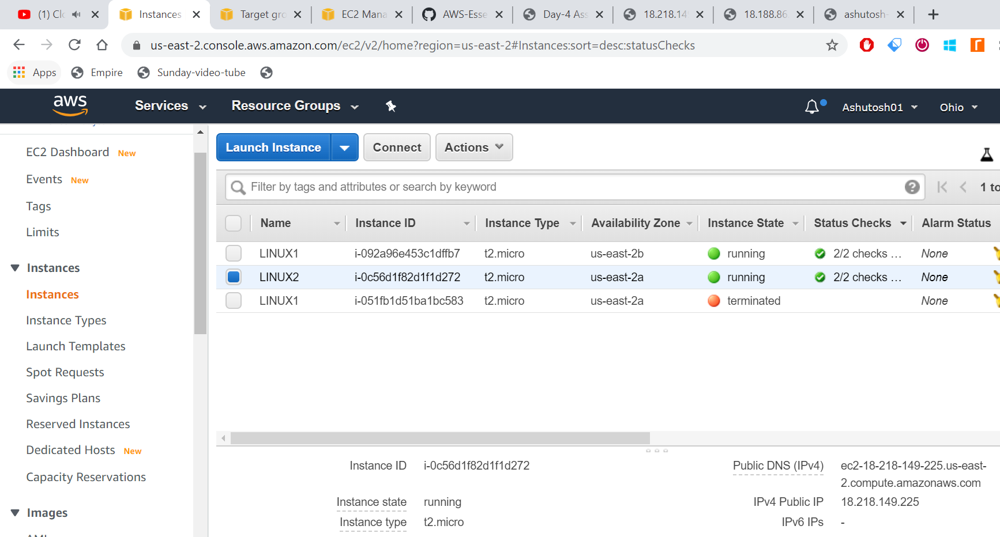 (1) Clo
Instances
Target gro
EC2 Mana
AWS-Esse
Day-4 Ass
18.218.149
18.188.86.
ashutosh-
us-east-2.console.aws.amazon.com/ec2/v2/home?region=us-east-2#Instances:sort=desc:statusChecks
Apps
Empire
Sunday-video-tube
aws
Services
Resource Groups
Ashutosh01
Ohio
EC2 Dashboard New
Events New
Tags
Limits
Instances
Instances
Instance Types
Launch Templates
Spot Requests
Savings Plans
Reserved Instances
Dedicated Hosts New
Capacity Reservations
Images
Launch Instance
Connect
Actions
Filter by tags and attributes or search by keyword
1 to
Name Instance ID Instance Type Availability Zone Instance State Status Checks Alarm Status
LINUX1 i-092a96e453c1dffb7 t2.micro us-east-2b running 2/2 checks ... None
LINUX2 i-0c56d1f82d1f1d272 t2.micro us-east-2a running 2/2 checks ... None
LINUX1 i-051fb1d51ba1bc583 t2.micro us-east-2a terminated None
Instance ID i-0c56d1f82d1f1d272
Instance state running
Instance type t2.micro
Public DNS (IPv4) ec2-18-218-149-225.us-east-
2.compute.amazonaws.com
IPv4 Public IP 18.218.149.225
IPv6 IPs -